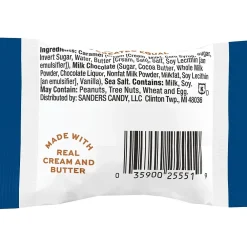 Ingredients: Caramel
Invert Sugar, Water, Butter [Cream, Salt], Salt, Soy Lecithin [an
emulsifier], Milk Chocolate (Sugar, Cocoa Butter, Whole Milk
Powder, Chocolate Liquor, Nonfat Milk Powder, Milkfat, Soy Lecithin [an
emulsifier], Vanilla), Sea Salt. Contains: Milk, Soy.
May Contain: Peanuts, Tree Nuts, Wheat and Egg.
Distributed by: SANDERS CANDY, LLC Clinton Twp., MI 48036
MADE WITH
REAL
CREAM AND
BUTTER
0 35900 25551 9